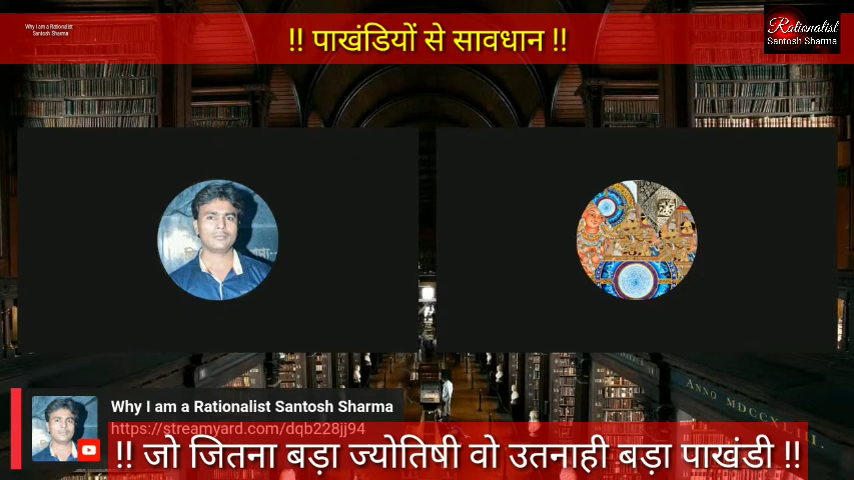 Why I am a Rationalist
Santosh Sharma
!! पाखंडियों से सावधान !!
Rationalist
Santosh Sharma
ANNO MDCCXLIII.
Why I am a Rationalist Santosh Sharma
https://streamyard.com/dqb228jj94
!! जो जितना बड़ा ज्योतिषी वो उतनाही बड़ा पाखंडी !!